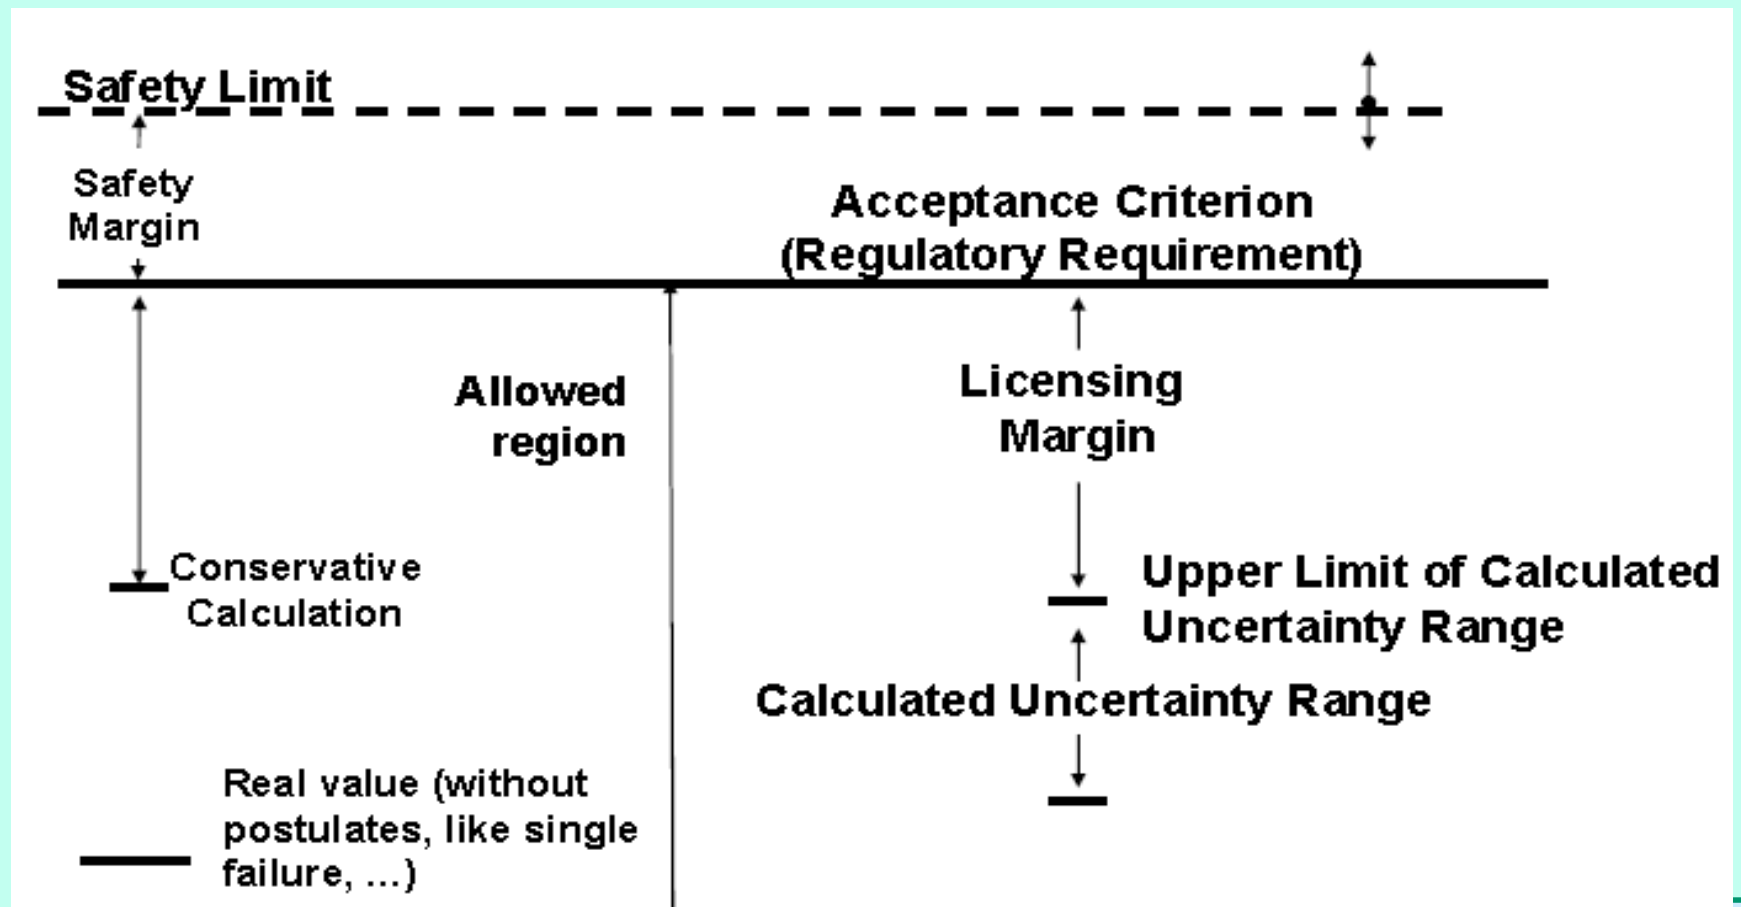 Safety Limit
Safety
Margin
Acceptance Criterion
(Regulatory Requirement)
Allowed
region
Licensing
Margin
Conservative
Calculation
Upper Limit of Calculated
Uncertainty Range
Calculated Uncertainty Range
Real value (without
postulates, like single
failure, ...)